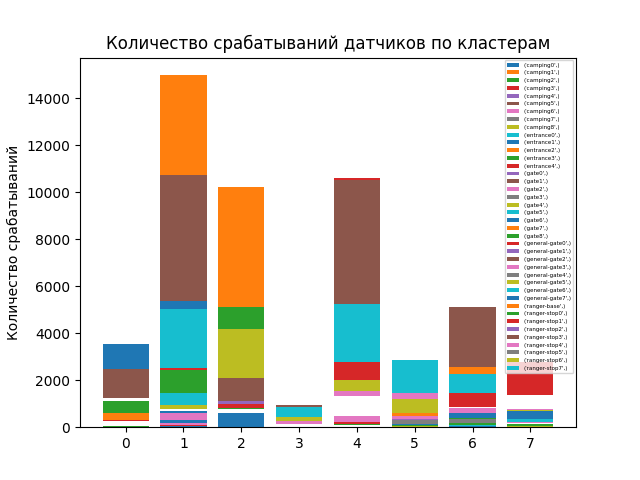 Количество срабатываний датчиков по кластерам
Количество срабатываний
14000
12000
10000
8000
6000
4000
2000
0
0 1 2 3 4 5 6 7
('camping0',)
('camping1',)
('camping2',)
('camping3',)
('camping4',)
('camping5',)
('camping6',)
('camping7',)
('camping8',)
('entrance0',)
('entrance1',)
('entrance2',)
('entrance3',)
('entrance4',)
('gate0',)
('gate1',)
('gate2',)
('gate3',)
('gate4',)
('gate5',)
('gate6',)
('gate7',)
('gate8',)
('general-gate0',)
('general-gate1',)
('general-gate2',)
('general-gate3',)
('general-gate4',)
('general-gate5',)
('general-gate6',)
('general-gate7',)
('ranger-base',)
('ranger-stop0',)
('ranger-stop1',)
('ranger-stop2',)
('ranger-stop3',)
('ranger-stop4',)
('ranger-stop5',)
('ranger-stop6',)
('ranger-stop7',)